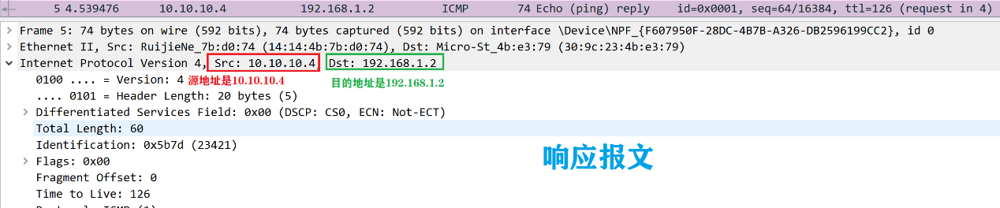 5 4.539476 10.10.10.4 192.168.1.2 ICMP 74 Echo (ping) reply id=0x0001, seq=64/16384, ttl=126 (request in 4)
Frame 5: 74 bytes on wire (592 bits), 74 bytes captured (592 bits) on interface \Device\NPF_{F607950F-28DC-4B7B-A326-DB2596199CC2}, id 0
Ethernet II, Src: RuijieNe_7b:d0:74 (14:14:4b:7b:d0:74), Dst: Micro-St_4b:e3:79 (30:9c:23:4b:e3:79)
Internet Protocol Version 4, Src: 10.10.10.4, Dst: 192.168.1.2
0100 .... = Version: 4 源地址是10.10.10.4 目的地址是192.168.1.2
.... 0101 = Header Length: 20 bytes (5)
Differentiated Services Field: 0x00 (DSCP: CS0, ECN: Not-ECT)
Total Length: 60
Identification: 0x5b7d (23421)
响应报文
Flags: 0x00
Fragment Offset: 0
Time to Live: 126